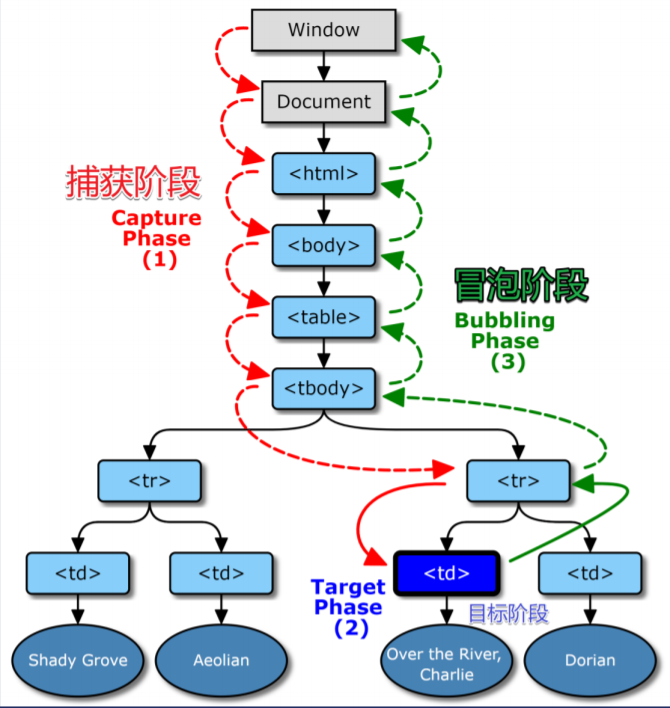 Window
Document
<html>
捕获阶段
Capture
Phase
(1)
<body>
冒泡阶段
<table>
Bubbling
Phase
(3)
<tbody>
<tr>
<tr>
<td>
<td>
<td>
<td>
Target
Phase
(2)
目标阶段
Shady Grove
Aeolian
Over the River,
Charlie
Dorian